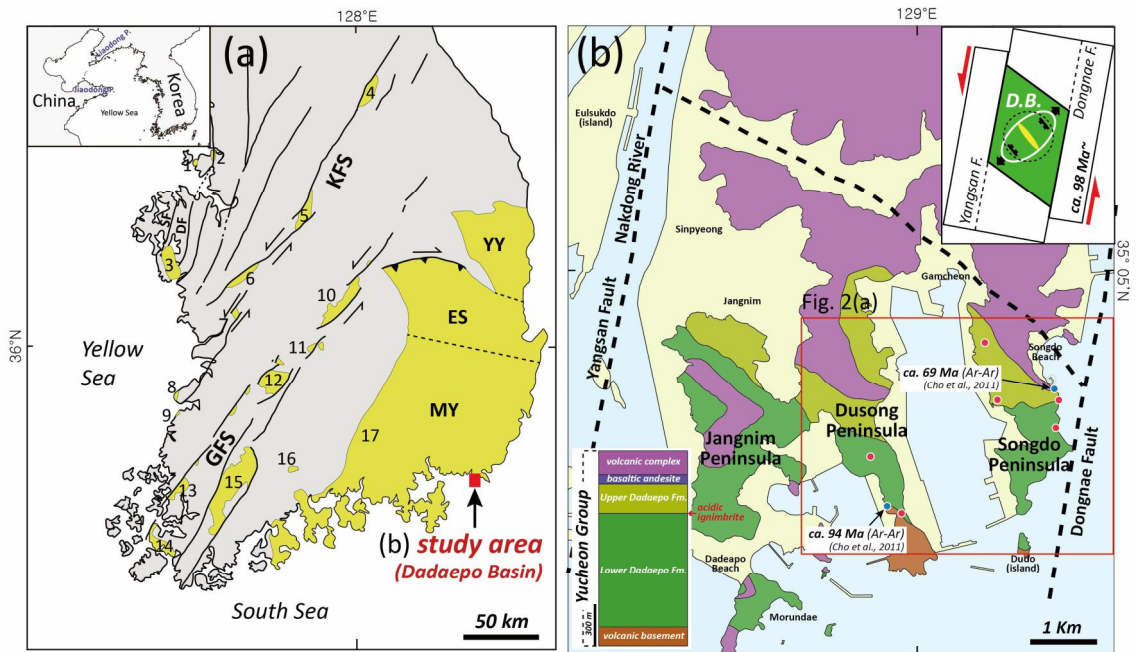 128°E
(a)
China
Liaodong P.
Jiaodong P.
Korea
Yellow Sea
1
2
SF
DF
3
4
KFS
5
6
7
8
9
10
11
12
13
14
15
16
17
GFS
YY
ES
MY
36°N
Yellow
Sea
South Sea
(b) study area
(Dadaepo Basin)
50 km
129°E
(b)
Eulsukdo
(island)
Nakdong River
Yangsan Fault
Sinpyeong
Jangnim
Gamcheon
Fig. 2(a)
D.B.
Yangsan F.
Dongnae F.
ca. 98 Ma~
35° 05'N
Songdo
Beach
ca. 69 Ma (Ar-Ar)
(Cho et al., 2011)
Dusong
Peninsula
Jangnim
Peninsula
Songdo
Peninsula
Dongnae Fault
ca. 94 Ma (Ar-Ar)
(Cho et al., 2011)
Dudo
(island)
Dadeapo
Beach
Morundae
Yucheon Group
volcanic complex
basaltic andesite
Upper Dadaepo Fm.
acidic
ignimbrite
Lower Dadaepo Fm.
volcanic basement
300 m
1 Km